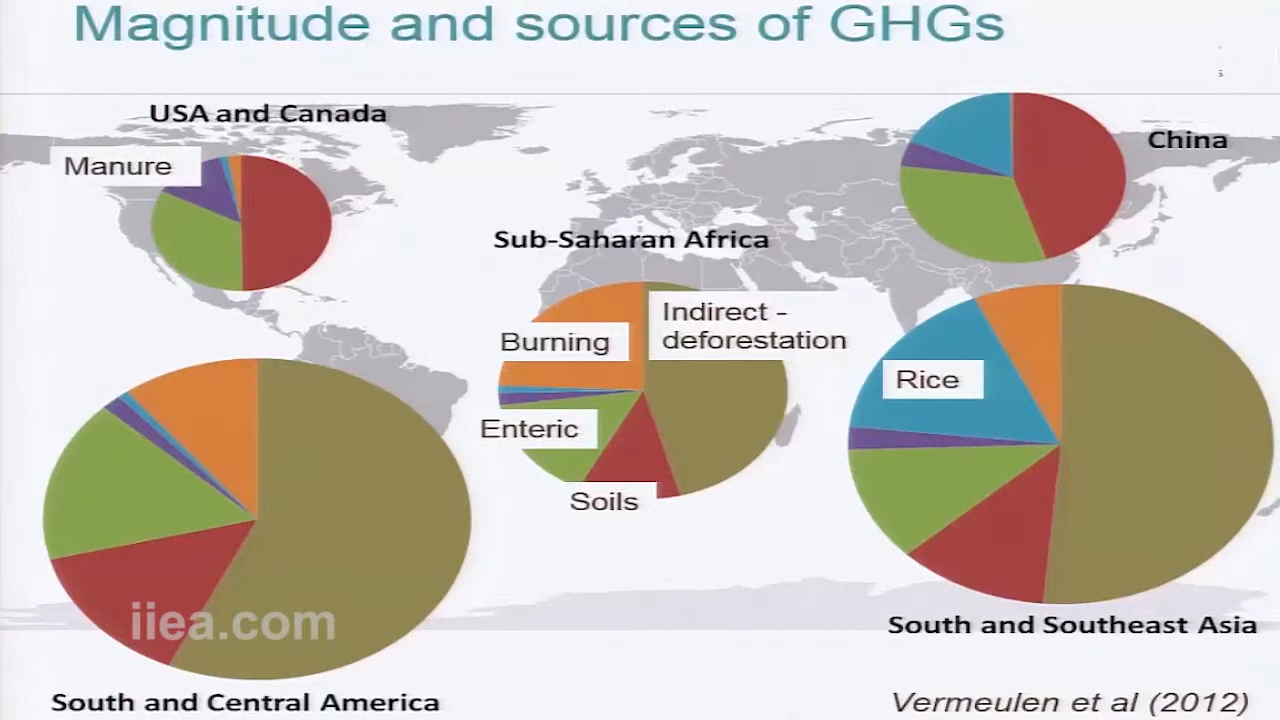 Magnitude and sources of GHGs
USA and Canada
China
Manure
Sub-Saharan Africa
Indirect -
deforestation
Burning
Rice
Enteric
Soils
iiea.com
South and Southeast Asia
South and Central America
Vermeulen et al (2012)